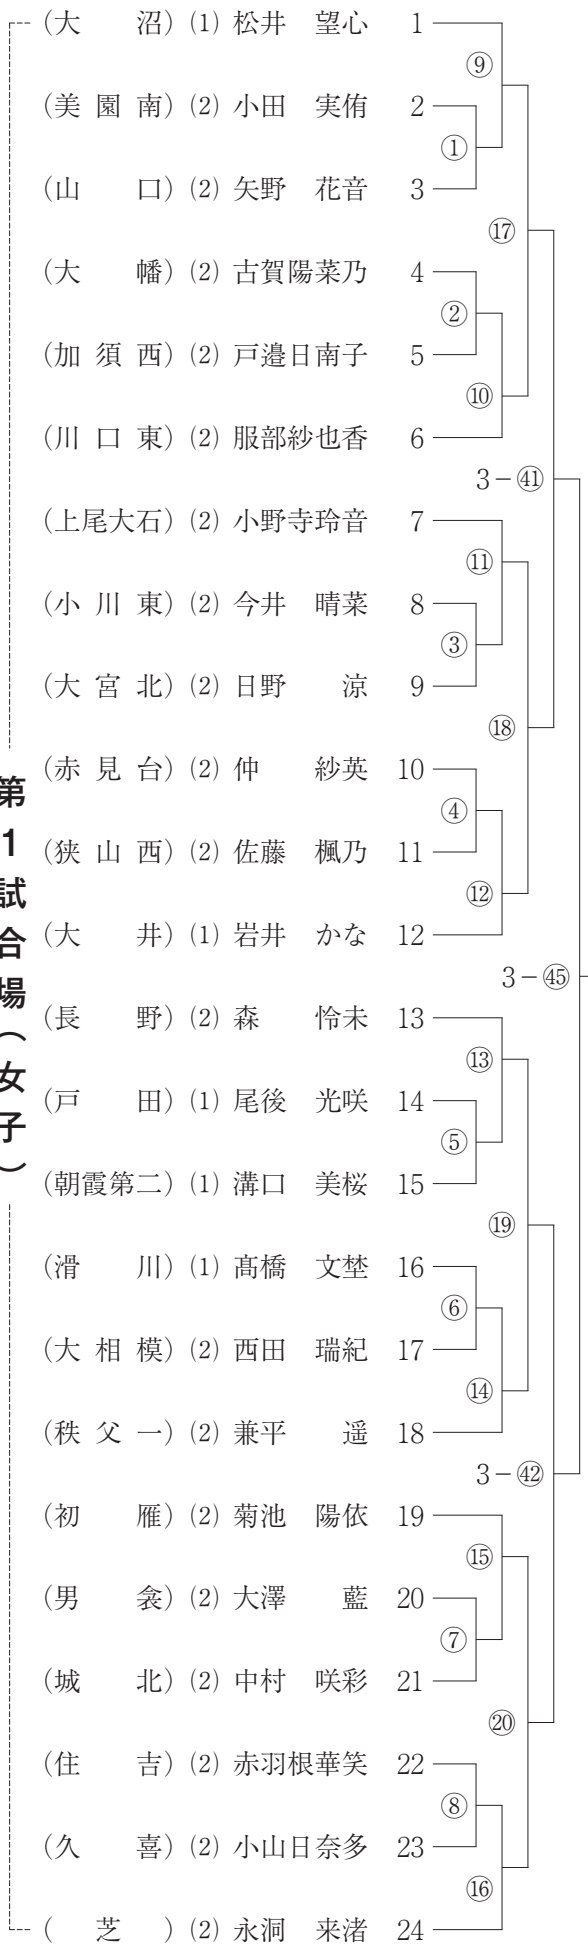 (大 沼) (1) 松井 望心 1
⑨
(美園南) (2) 小田 実侑 2
①
(山 口) (2) 矢野 花音 3
⑰
(大 幡) (2) 古賀陽菜乃 4
②
(加須西) (2) 戸邉日南子 5
⑩
(川口東) (2) 服部紗也香 6
3-㊶
(上尾大石) (2) 小野寺玲音 7
⑪
(小川東) (2) 今井 晴菜 8
③
(大宮北) (2) 日野 涼 9
⑱
(赤見台) (2) 仲 紗英 10
④
(狭山西) (2) 佐藤 楓乃 11
⑫
(大 井) (1) 岩井 かな 12
第1試合場(女子)
3-㊺
(長 野) (2) 森 怜未 13
⑬
(戸 田) (1) 尾後 光咲 14
⑤
(朝霞第二) (1) 溝口 美桜 15
⑲
(滑 川) (1) 髙橋 文埜 16
⑥
(大相模) (2) 西田 瑞紀 17
⑭
(秩父一) (2) 兼平 遥 18
3-㊷
(初 雁) (2) 菊池 陽依 19
⑮
(男 衾) (2) 大澤 藍 20
⑦
(城 北) (2) 中村 咲彩 21
⑳
(住 吉) (2) 赤羽根華笑 22
⑧
(久 喜) (2) 小山日奈多 23
⑯
( 芝 ) (2) 永洞 来渚 24